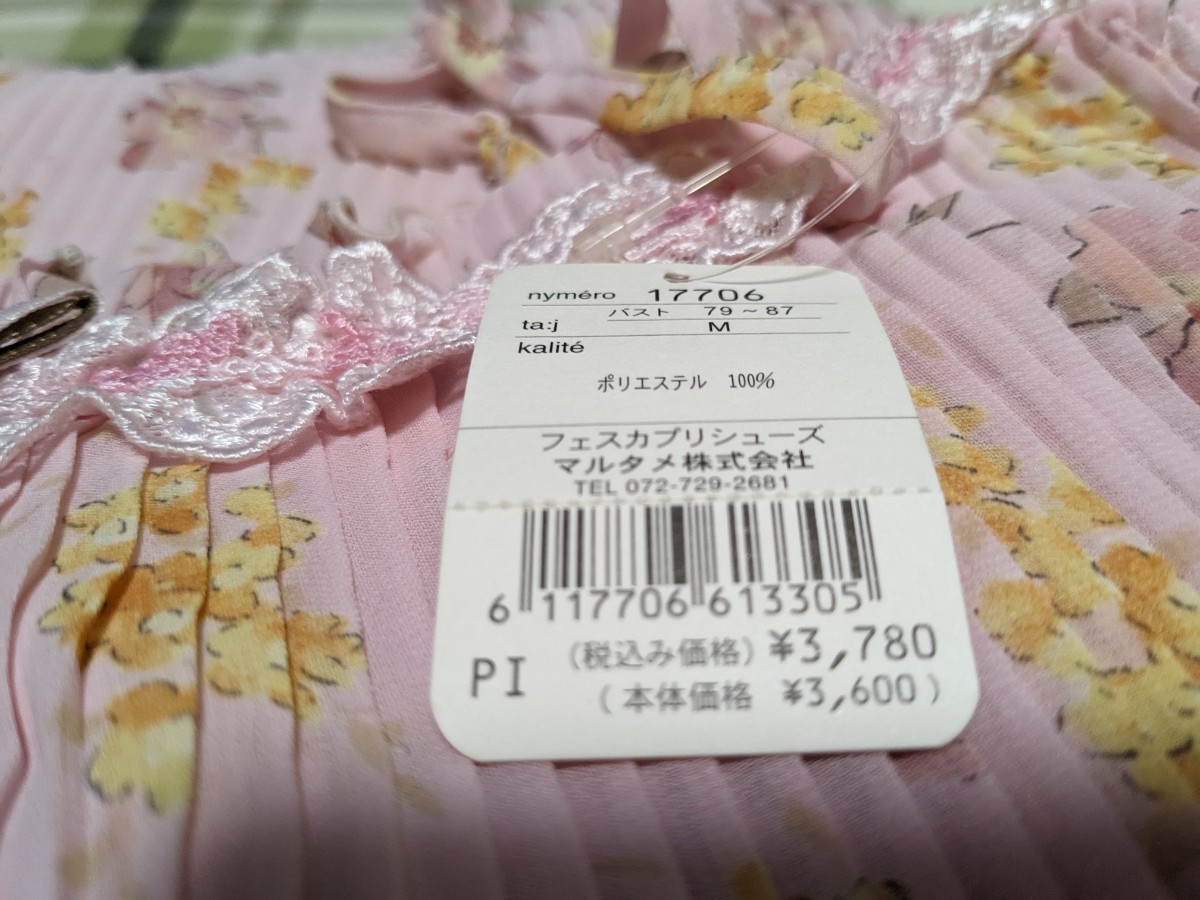 nyméro 17706
バスト 79～87
ta:j M
kalité
ポリエステル 100%
フェスカプリシューズ
マルタメ株式会社
TEL 072-729-2681
6 117706 613305
(税込み価格) ¥3,780
PI (本体価格 ¥3,600)